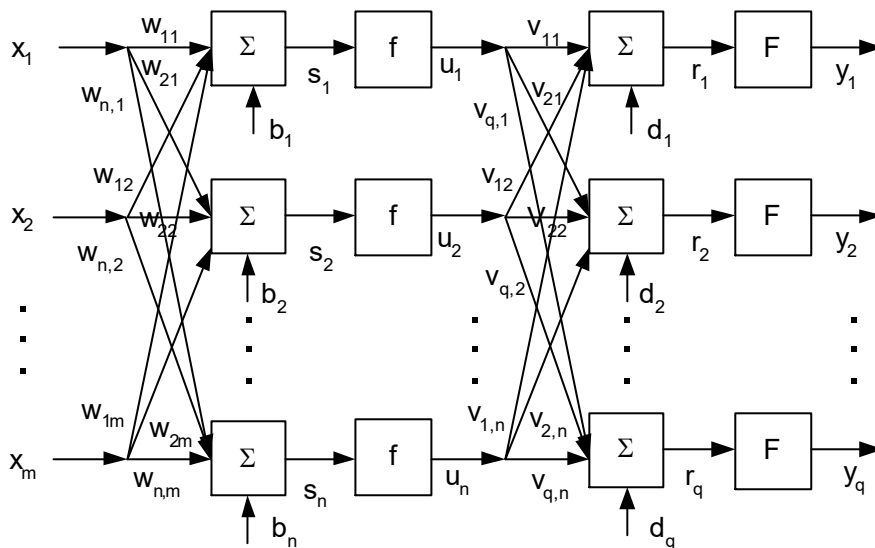 x1 w11 Σ s1 f u1 v11 Σ r1 F y1
w21 v21
wn,1 vq,1
b1 d1
w12 v12
x2 w22 Σ s2 f u2 v22 Σ r2 F y2
wn,2 vq,2
b2 d2
w1m v1,n
w2m v2,n
xm wn,m Σ sn f un vq,n Σ rq F yq
bn dq